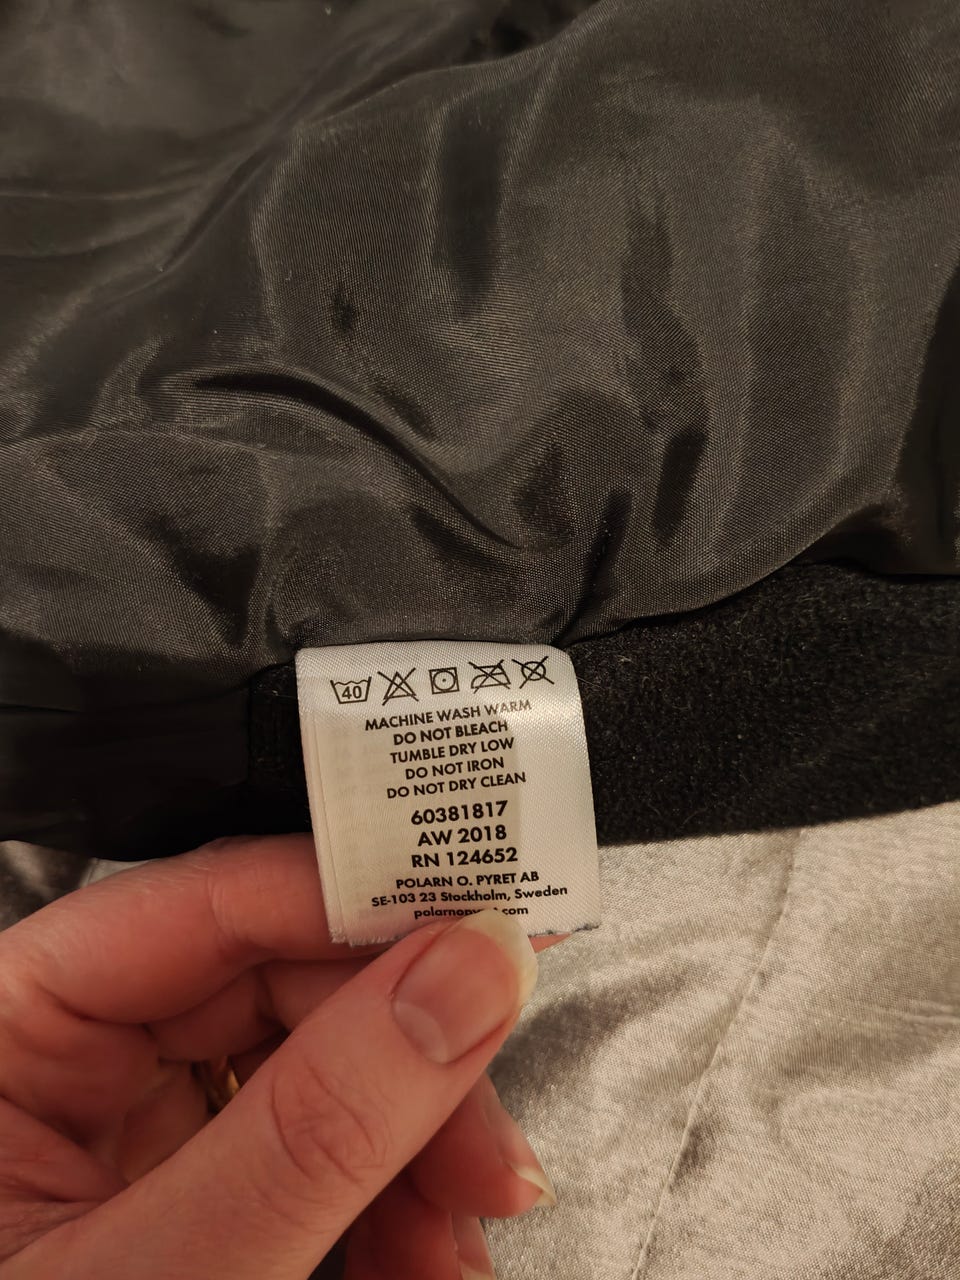 40
MACHINE WASH WARM
DO NOT BLEACH
TUMBLE DRY LOW
DO NOT IRON
DO NOT DRY CLEAN
60381817
AW 2018
RN 124652
POLARN O. PYRET AB
SE-103 23 Stockholm, Sweden